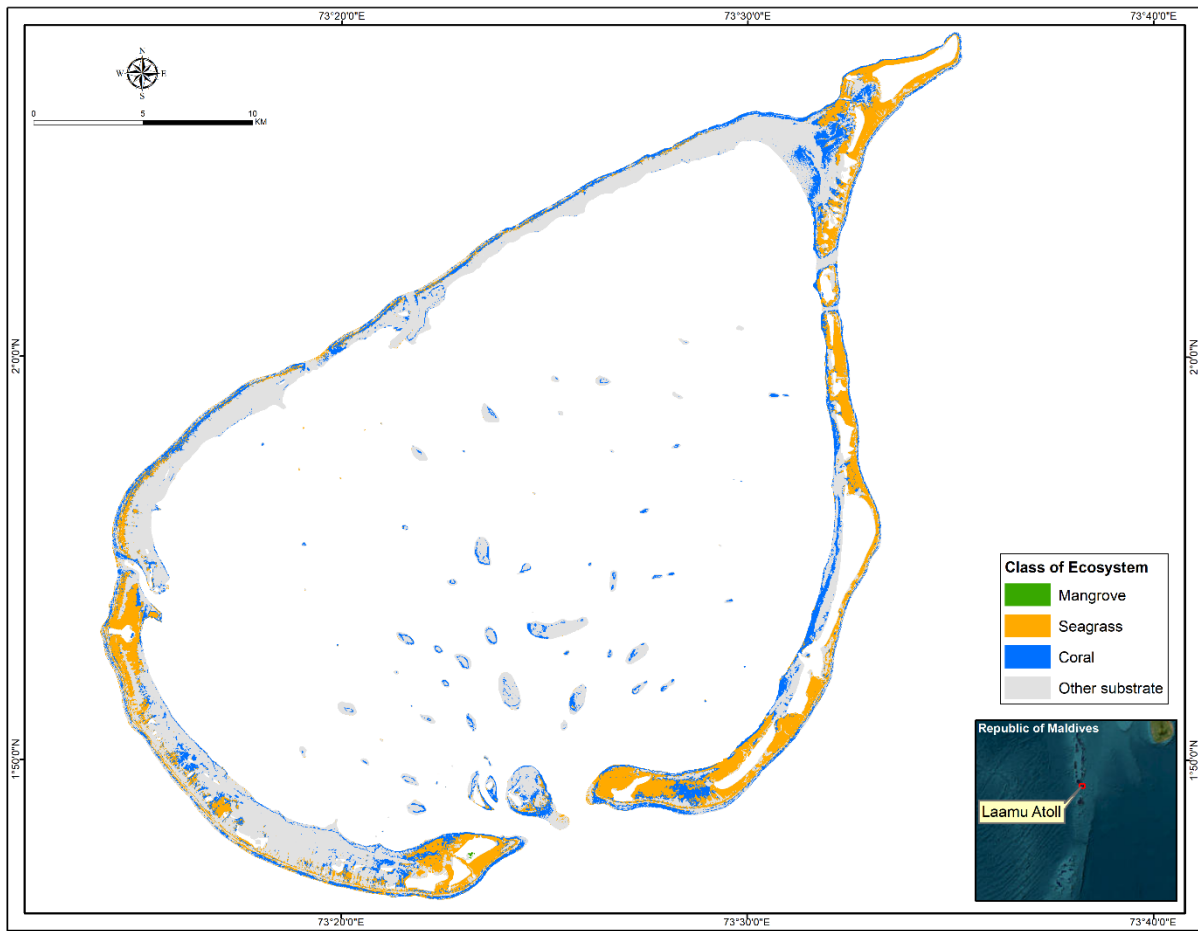 73°20'0"E 73°30'0"E 73°40'0"E
N
W E
S
0 5 10
KM
2°0'0"N 2°0'0"N
Class of Ecosystem
Mangrove
Seagrass
Coral
Other substrate
Republic of Maldives
Laamu Atoll
1°50'0"N 1°50'0"N
73°20'0"E 73°30'0"E 73°40'0"E